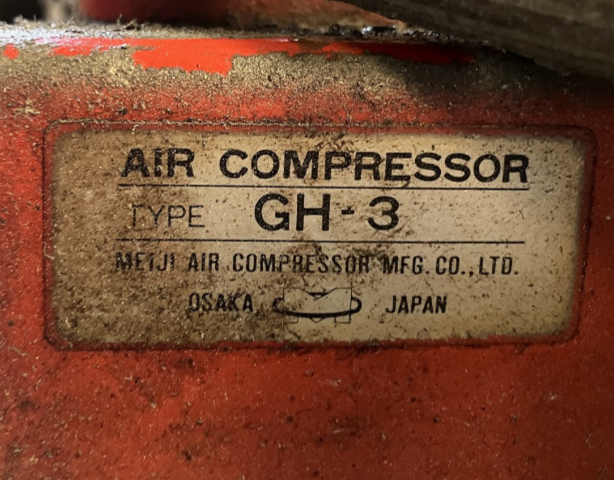 AIR COMPRESSOR
TYPE GH-3
MEIJI AIR COMPRESSOR MFG. CO., LTD.
OSAKA JAPAN